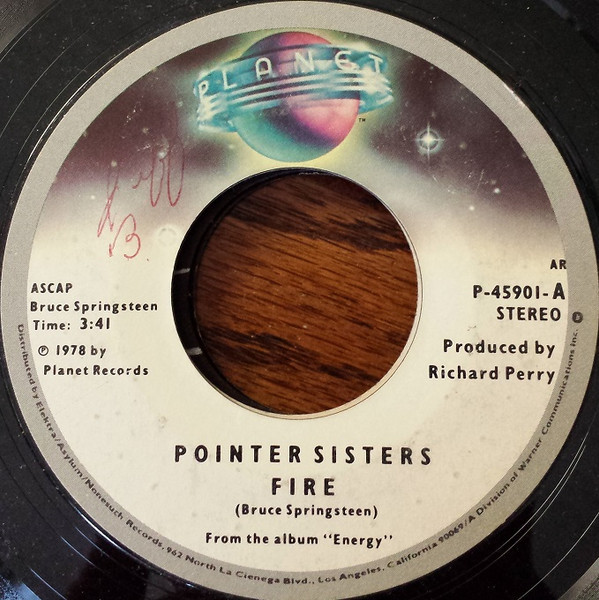 PLANET
™
Jeff
B.
ASCAP
Bruce Springsteen
Time: 3:41
℗ 1978 by
Planet Records
AR
P-45901-A
STEREO
Produced by
Richard Perry
POINTER SISTERS
FIRE
(Bruce Springsteen)
From the album "Energy"
Distributed by Elektra/Asylum/Nonesuch Records, 962 North La Cienega Blvd., Los Angeles, California 90069/A Division of Warner Communications Inc.